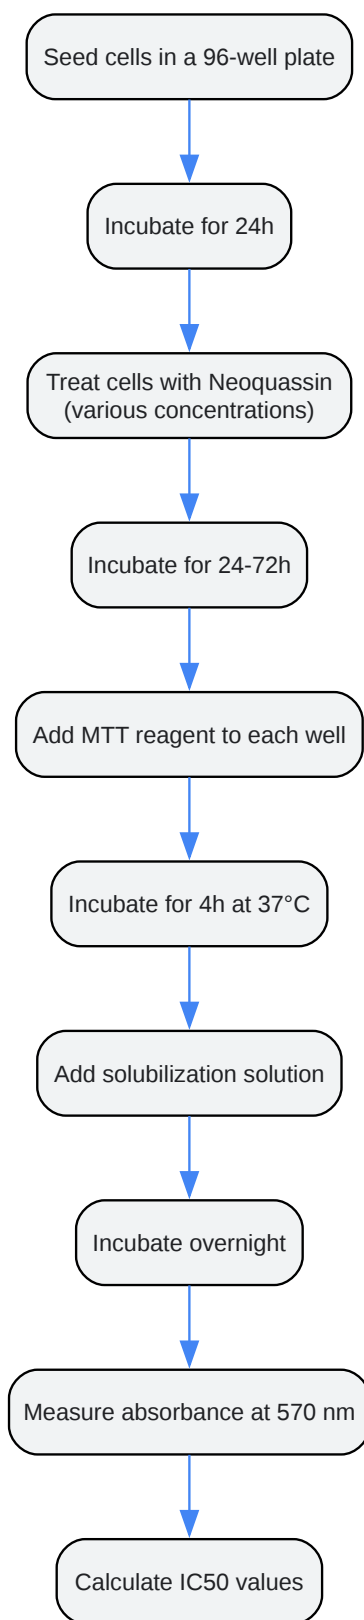 Seed cells in a 96-well plate
Incubate for 24h
Treat cells with Neoquassin
(various concentrations)
Incubate for 24-72h
Add MTT reagent to each well
Incubate for 4h at 37°C
Add solubilization solution
Incubate overnight
Measure absorbance at 570 nm
Calculate IC50 values